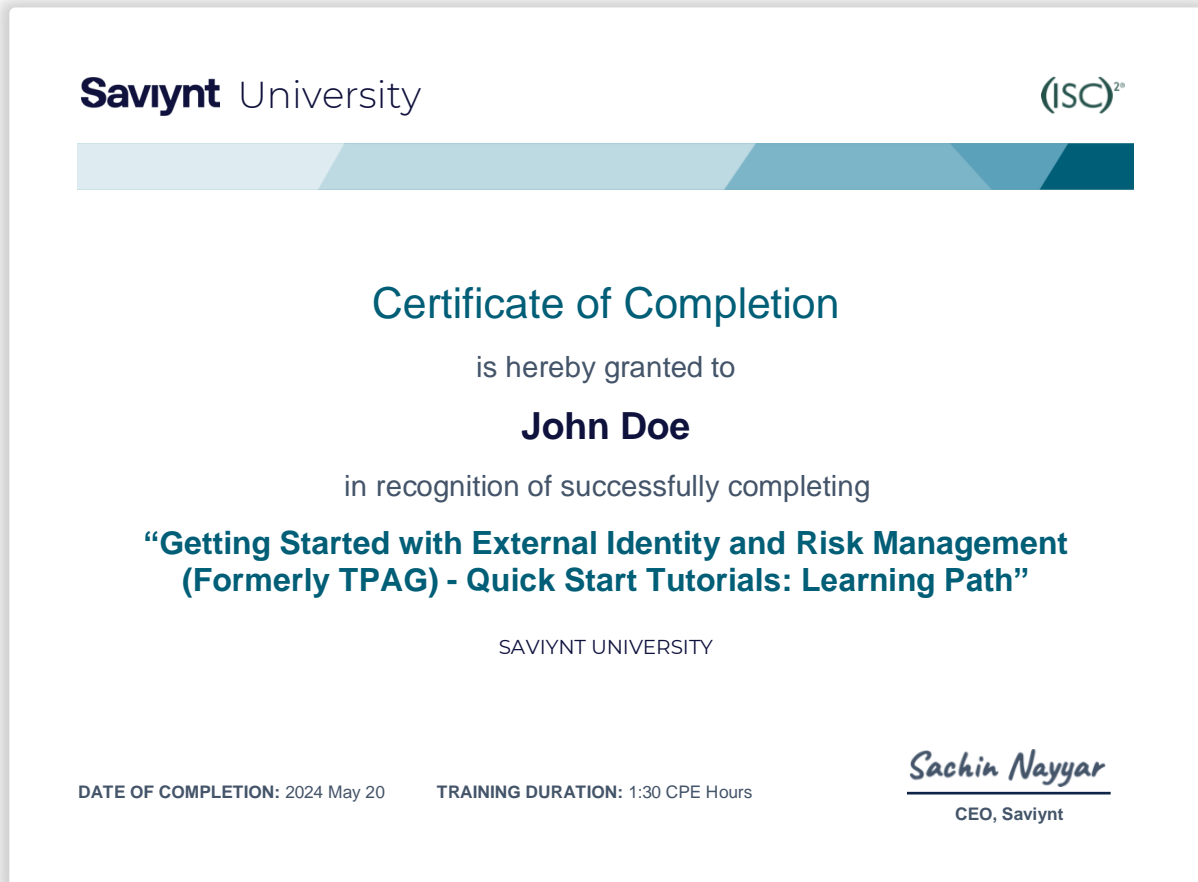 Saviynt University
(ISC)²®
Certificate of Completion
is hereby granted to
John Doe
in recognition of successfully completing
“Getting Started with External Identity and Risk Management
(Formerly TPAG) - Quick Start Tutorials: Learning Path”
SAVIYNT UNIVERSITY
Sachin Nayyar
DATE OF COMPLETION: 2024 May 20 TRAINING DURATION: 1:30 CPE Hours
CEO, Saviynt